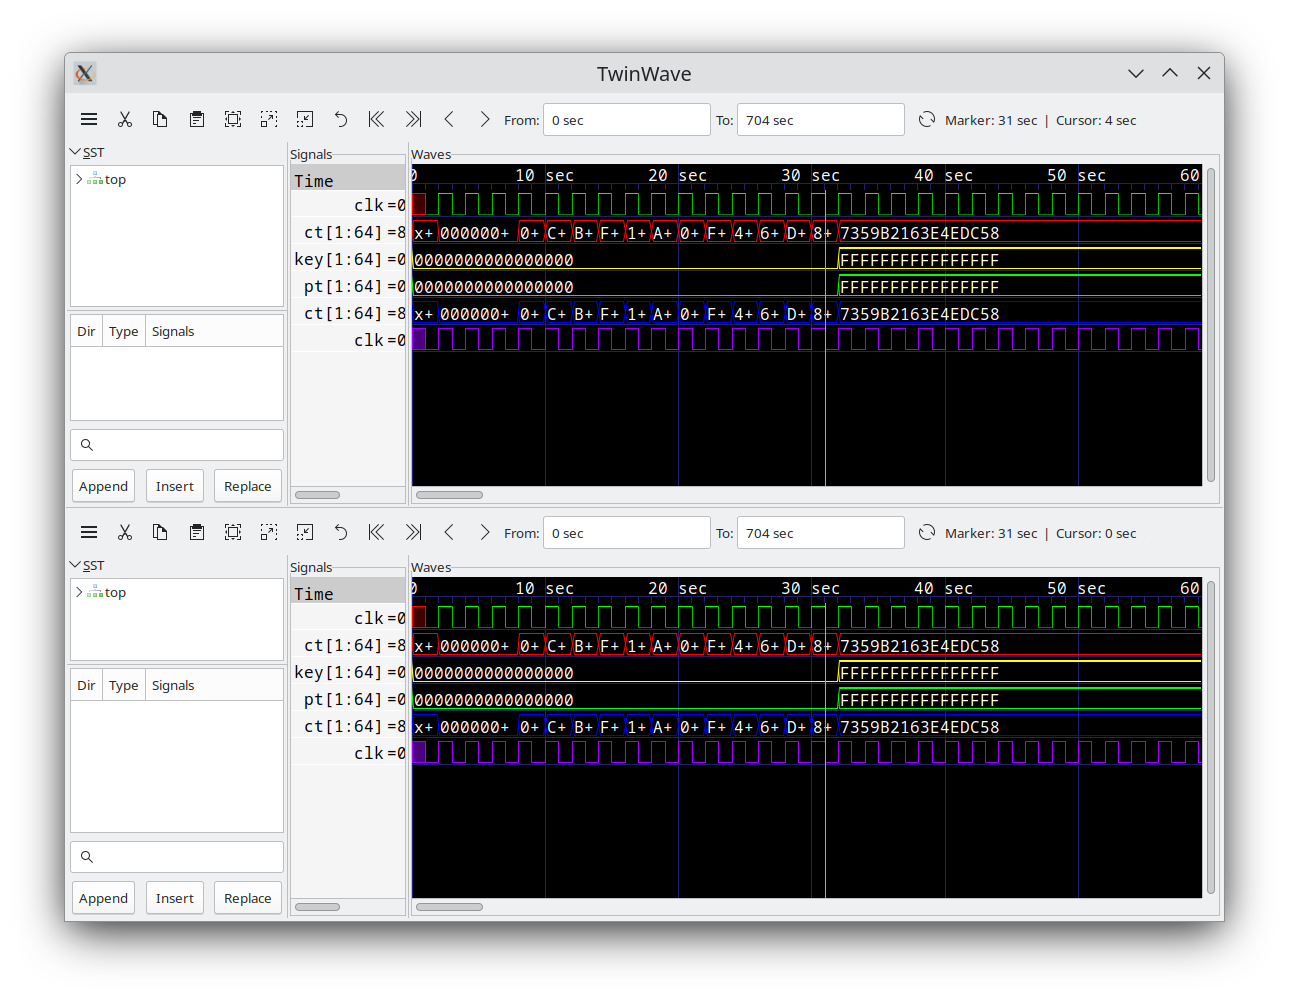 TwinWave
From: 0 sec To: 704 sec Marker: 31 sec | Cursor: 4 sec
SST
top
Dir Type Signals
Append Insert Replace
Signals
Time
clk =0
ct[1:64] =8
key[1:64] =0
pt[1:64] =0
ct[1:64] =8
clk =0
Waves
0 10 sec 20 sec 30 sec 40 sec 50 sec 60
x+ 000000+ 0+ C+ B+ F+ 1+ A+ 0+ F+ 4+ 6+ D+ 8+ 7359B2163E4EDC58
0000000000000000 FFFFFFFFFFFFFFFF
0000000000000000 FFFFFFFFFFFFFFFF
x+ 000000+ 0+ C+ B+ F+ 1+ A+ 0+ F+ 4+ 6+ D+ 8+ 7359B2163E4EDC58
From: 0 sec To: 704 sec Marker: 31 sec | Cursor: 0 sec
SST
top
Dir Type Signals
Append Insert Replace
Signals
Time
clk =0
ct[1:64] =8
key[1:64] =0
pt[1:64] =0
ct[1:64] =8
clk =0
Waves
0 10 sec 20 sec 30 sec 40 sec 50 sec 60
x+ 000000+ 0+ C+ B+ F+ 1+ A+ 0+ F+ 4+ 6+ D+ 8+ 7359B2163E4EDC58
0000000000000000 FFFFFFFFFFFFFFFF
0000000000000000 FFFFFFFFFFFFFFFF
x+ 000000+ 0+ C+ B+ F+ 1+ A+ 0+ F+ 4+ 6+ D+ 8+ 7359B2163E4EDC58